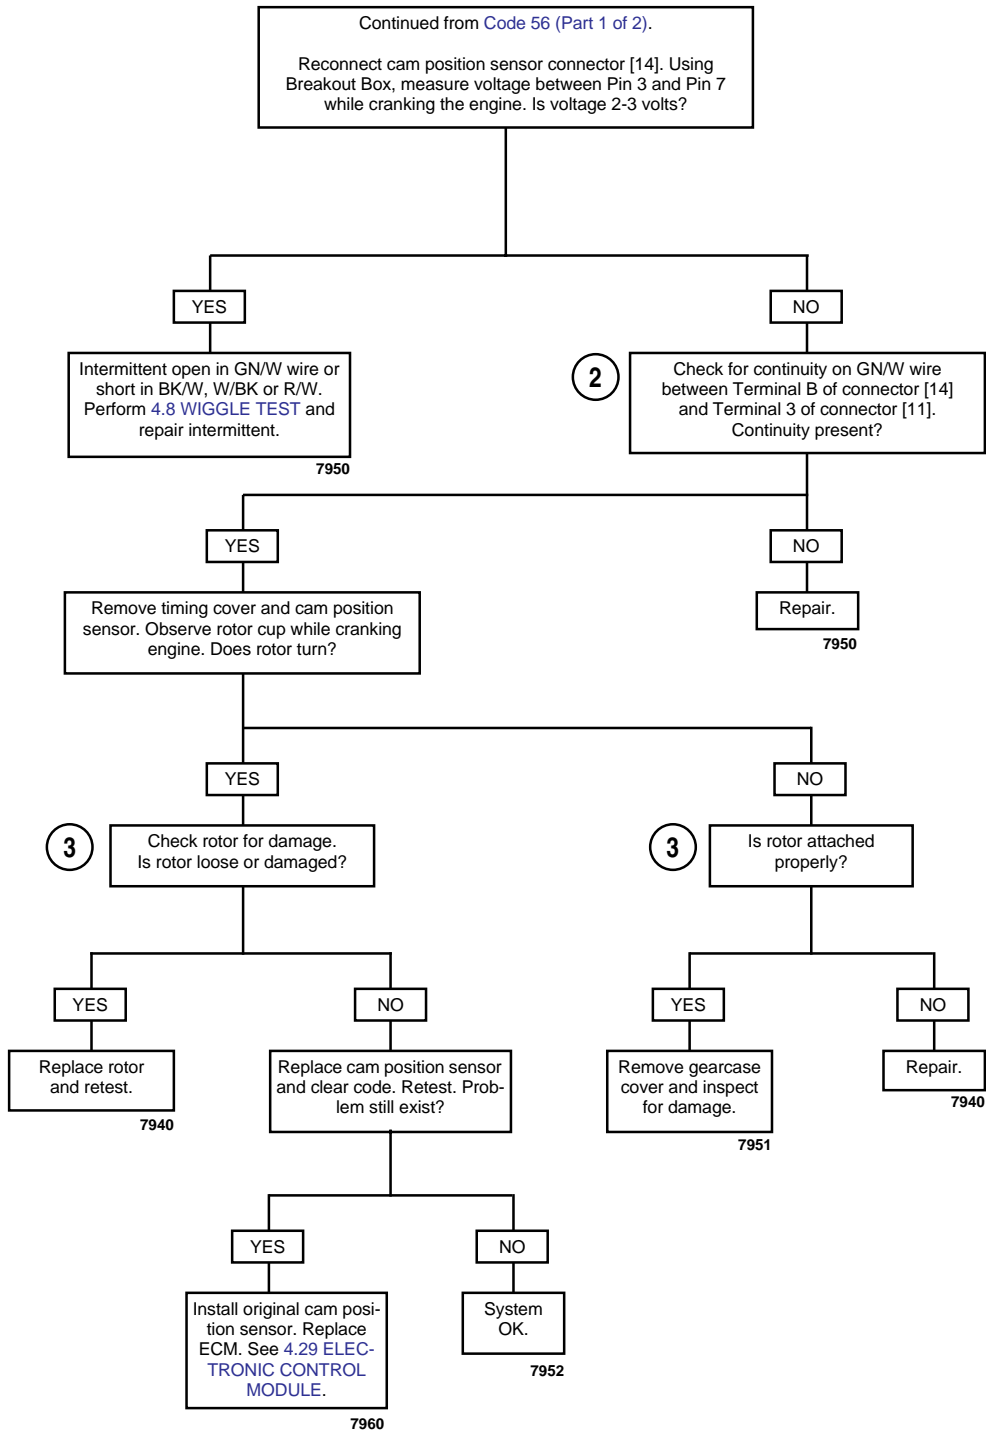 Continued from Code 56 (Part 1 of 2).
Reconnect cam position sensor connector [14]. Using
Breakout Box, measure voltage between Pin 3 and Pin 7
while cranking the engine. Is voltage 2-3 volts?
YES
NO
Intermittent open in GN/W wire or
short in BK/W, W/BK or R/W.
Perform 4.8 WIGGLE TEST and
repair intermittent.
7950
2
Check for continuity on GN/W wire
between Terminal B of connector [14]
and Terminal 3 of connector [11].
Continuity present?
YES
NO
Remove timing cover and cam position
sensor. Observe rotor cup while cranking
engine. Does rotor turn?
Repair.
7950
YES
NO
3
Check rotor for damage.
Is rotor loose or damaged?
3
Is rotor attached
properly?
YES
NO
YES
NO
Replace rotor
and retest.
7940
Replace cam position sensor
and clear code. Retest. Prob-
lem still exist?
Remove gearcase
cover and inspect
for damage.
7951
Repair.
7940
YES
NO
Install original cam posi-
tion sensor. Replace
ECM. See 4.29 ELEC-
TRONIC CONTROL
MODULE.
7960
System
OK.
7952